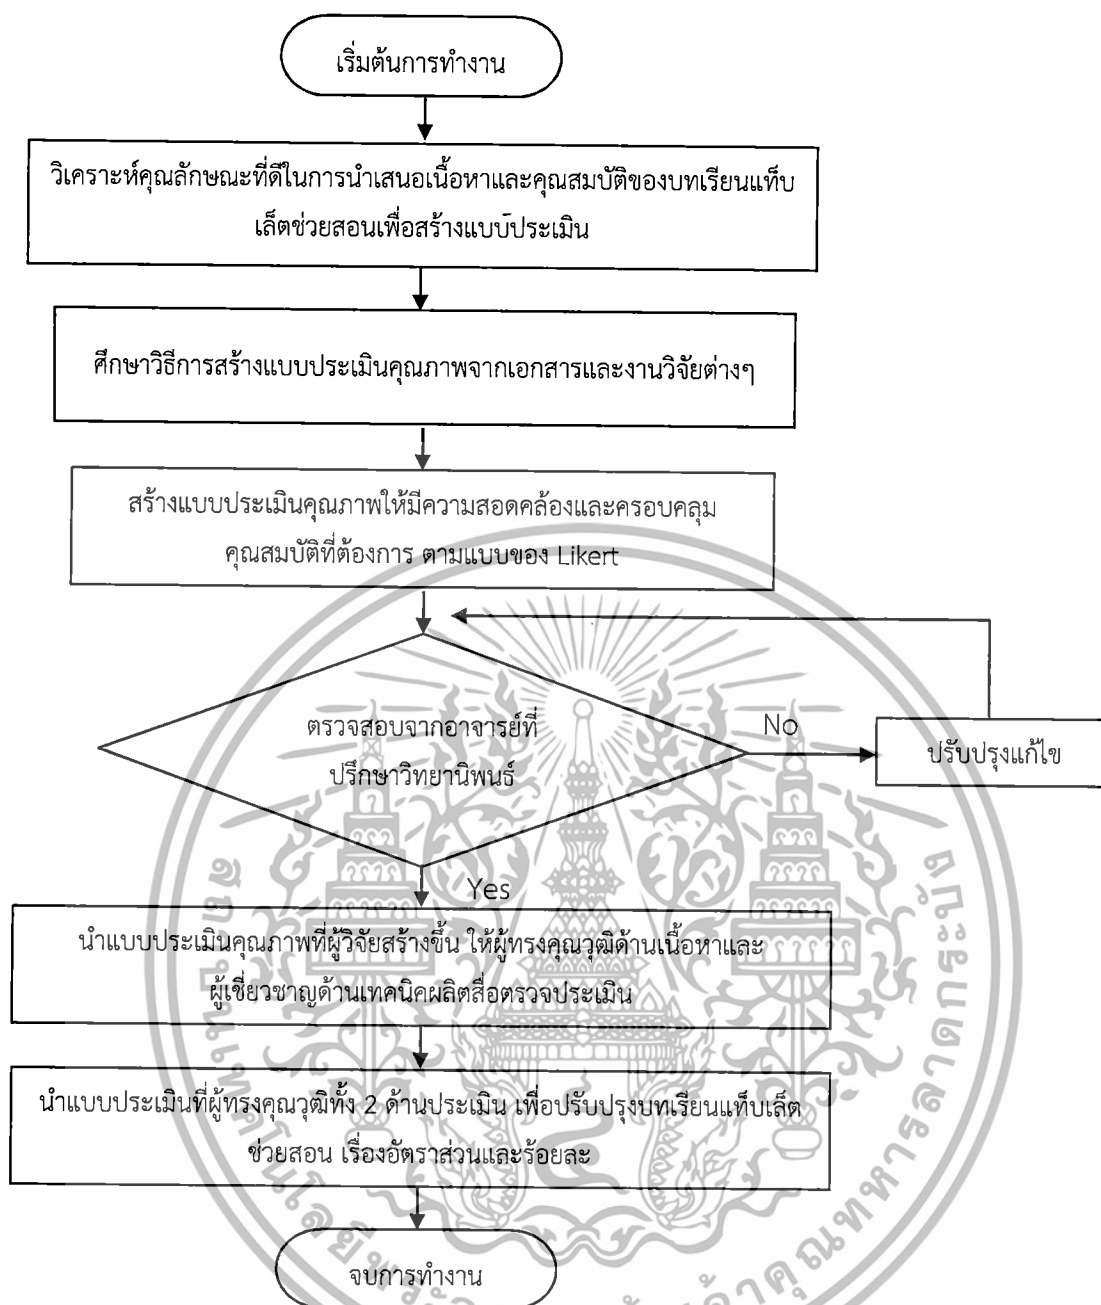 เริ่มต้นการทำงาน
วิเคราะห์คุณลักษณะที่ดีในการนำเสนอเนื้อหาและคุณสมบัติของบทเรียนแท็บ
เล็ตช่วยสอนเพื่อสร้างแบบประเมิน
ศึกษาวิธีการสร้างแบบประเมินคุณภาพจากเอกสารและงานวิจัยต่างๆ
สร้างแบบประเมินคุณภาพให้มีความสอดคล้องและครอบคลุม
คุณสมบัติที่ต้องการ ตามแบบของ Likert
ตรวจสอบจากอาจารย์ที่
ปรึกษาวิทยานิพนธ์
No
ปรับปรุงแก้ไข
Yes
นำแบบประเมินคุณภาพที่ผู้วิจัยสร้างขึ้น ให้ผู้ทรงคุณวุฒิด้านเนื้อหาและ
ผู้เชี่ยวชาญด้านเทคนิคผลิตสื่อตรวจประเมิน
นำแบบประเมินที่ผู้ทรงคุณวุฒิทั้ง 2 ด้านประเมิน เพื่อปรับปรุงบทเรียนแท็บเล็ต
ช่วยสอน เรื่องอัตราส่วนและร้อยละ
จบการทำงาน